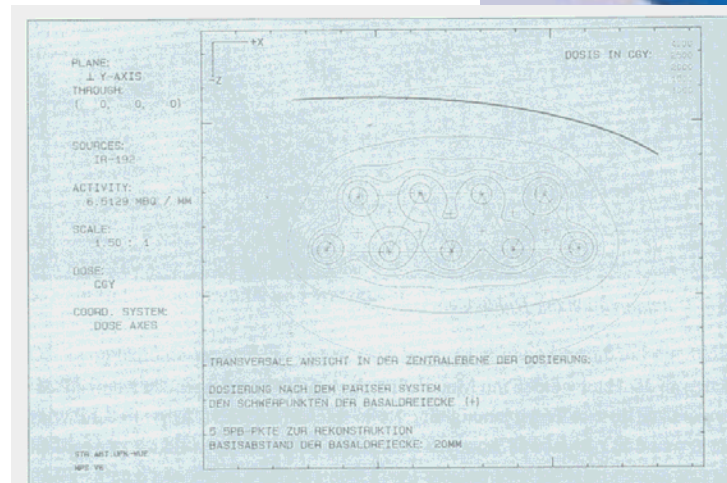 PLANE:
⊥ Y-AXIS
THROUGH:
( 0, 0, 0)
SOURCES:
IR-192
ACTIVITY:
6.5129 MBQ / MM
SCALE:
1.50 : 1
DOSE:
CGY
COORD. SYSTEM:
DOSE AXES
+X
-Z
DOSIS IN CGY:
TRANSVERSALE ANSICHT IN DER ZENTRALEBENE DER DOSIERUNG:
DOSIERUNG NACH DEM PARISER SYSTEM
DEN SCHWERPUNKTEN DER BASALDREIECKE (+)
PKTE ZUR REKONSTRUKTION
BASISABSTAND DER BASALDREIECKE: 20MM